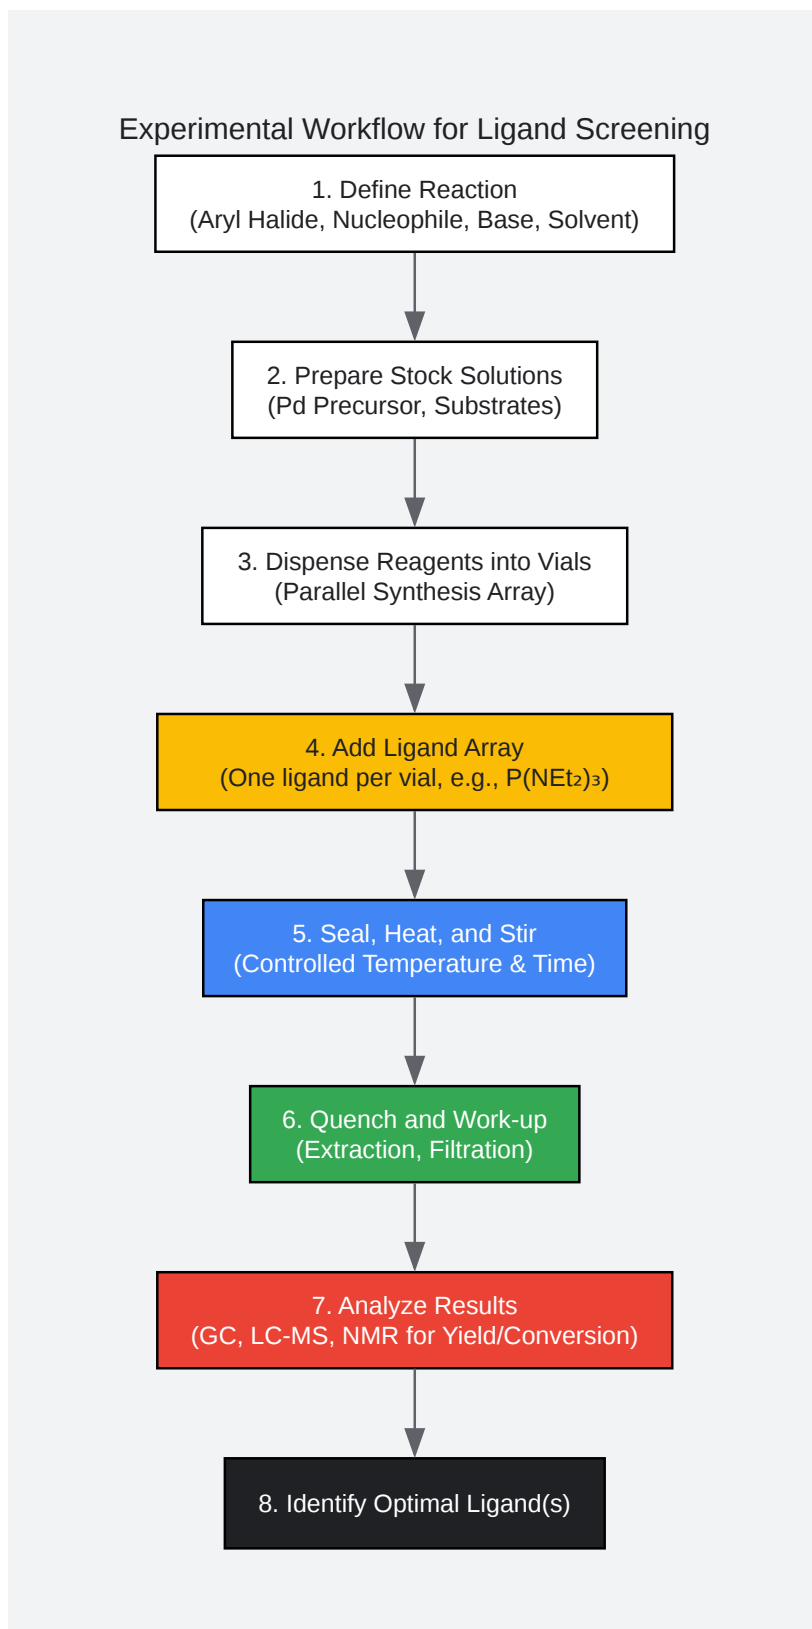 Experimental Workflow for Ligand Screening
1. Define Reaction
(Aryl Halide, Nucleophile, Base, Solvent)
2. Prepare Stock Solutions
(Pd Precursor, Substrates)
3. Dispense Reagents into Vials
(Parallel Synthesis Array)
4. Add Ligand Array
(One ligand per vial, e.g., P(NEt₂)₃)
5. Seal, Heat, and Stir
(Controlled Temperature & Time)
6. Quench and Work-up
(Extraction, Filtration)
7. Analyze Results
(GC, LC-MS, NMR for Yield/Conversion)
8. Identify Optimal Ligand(s)